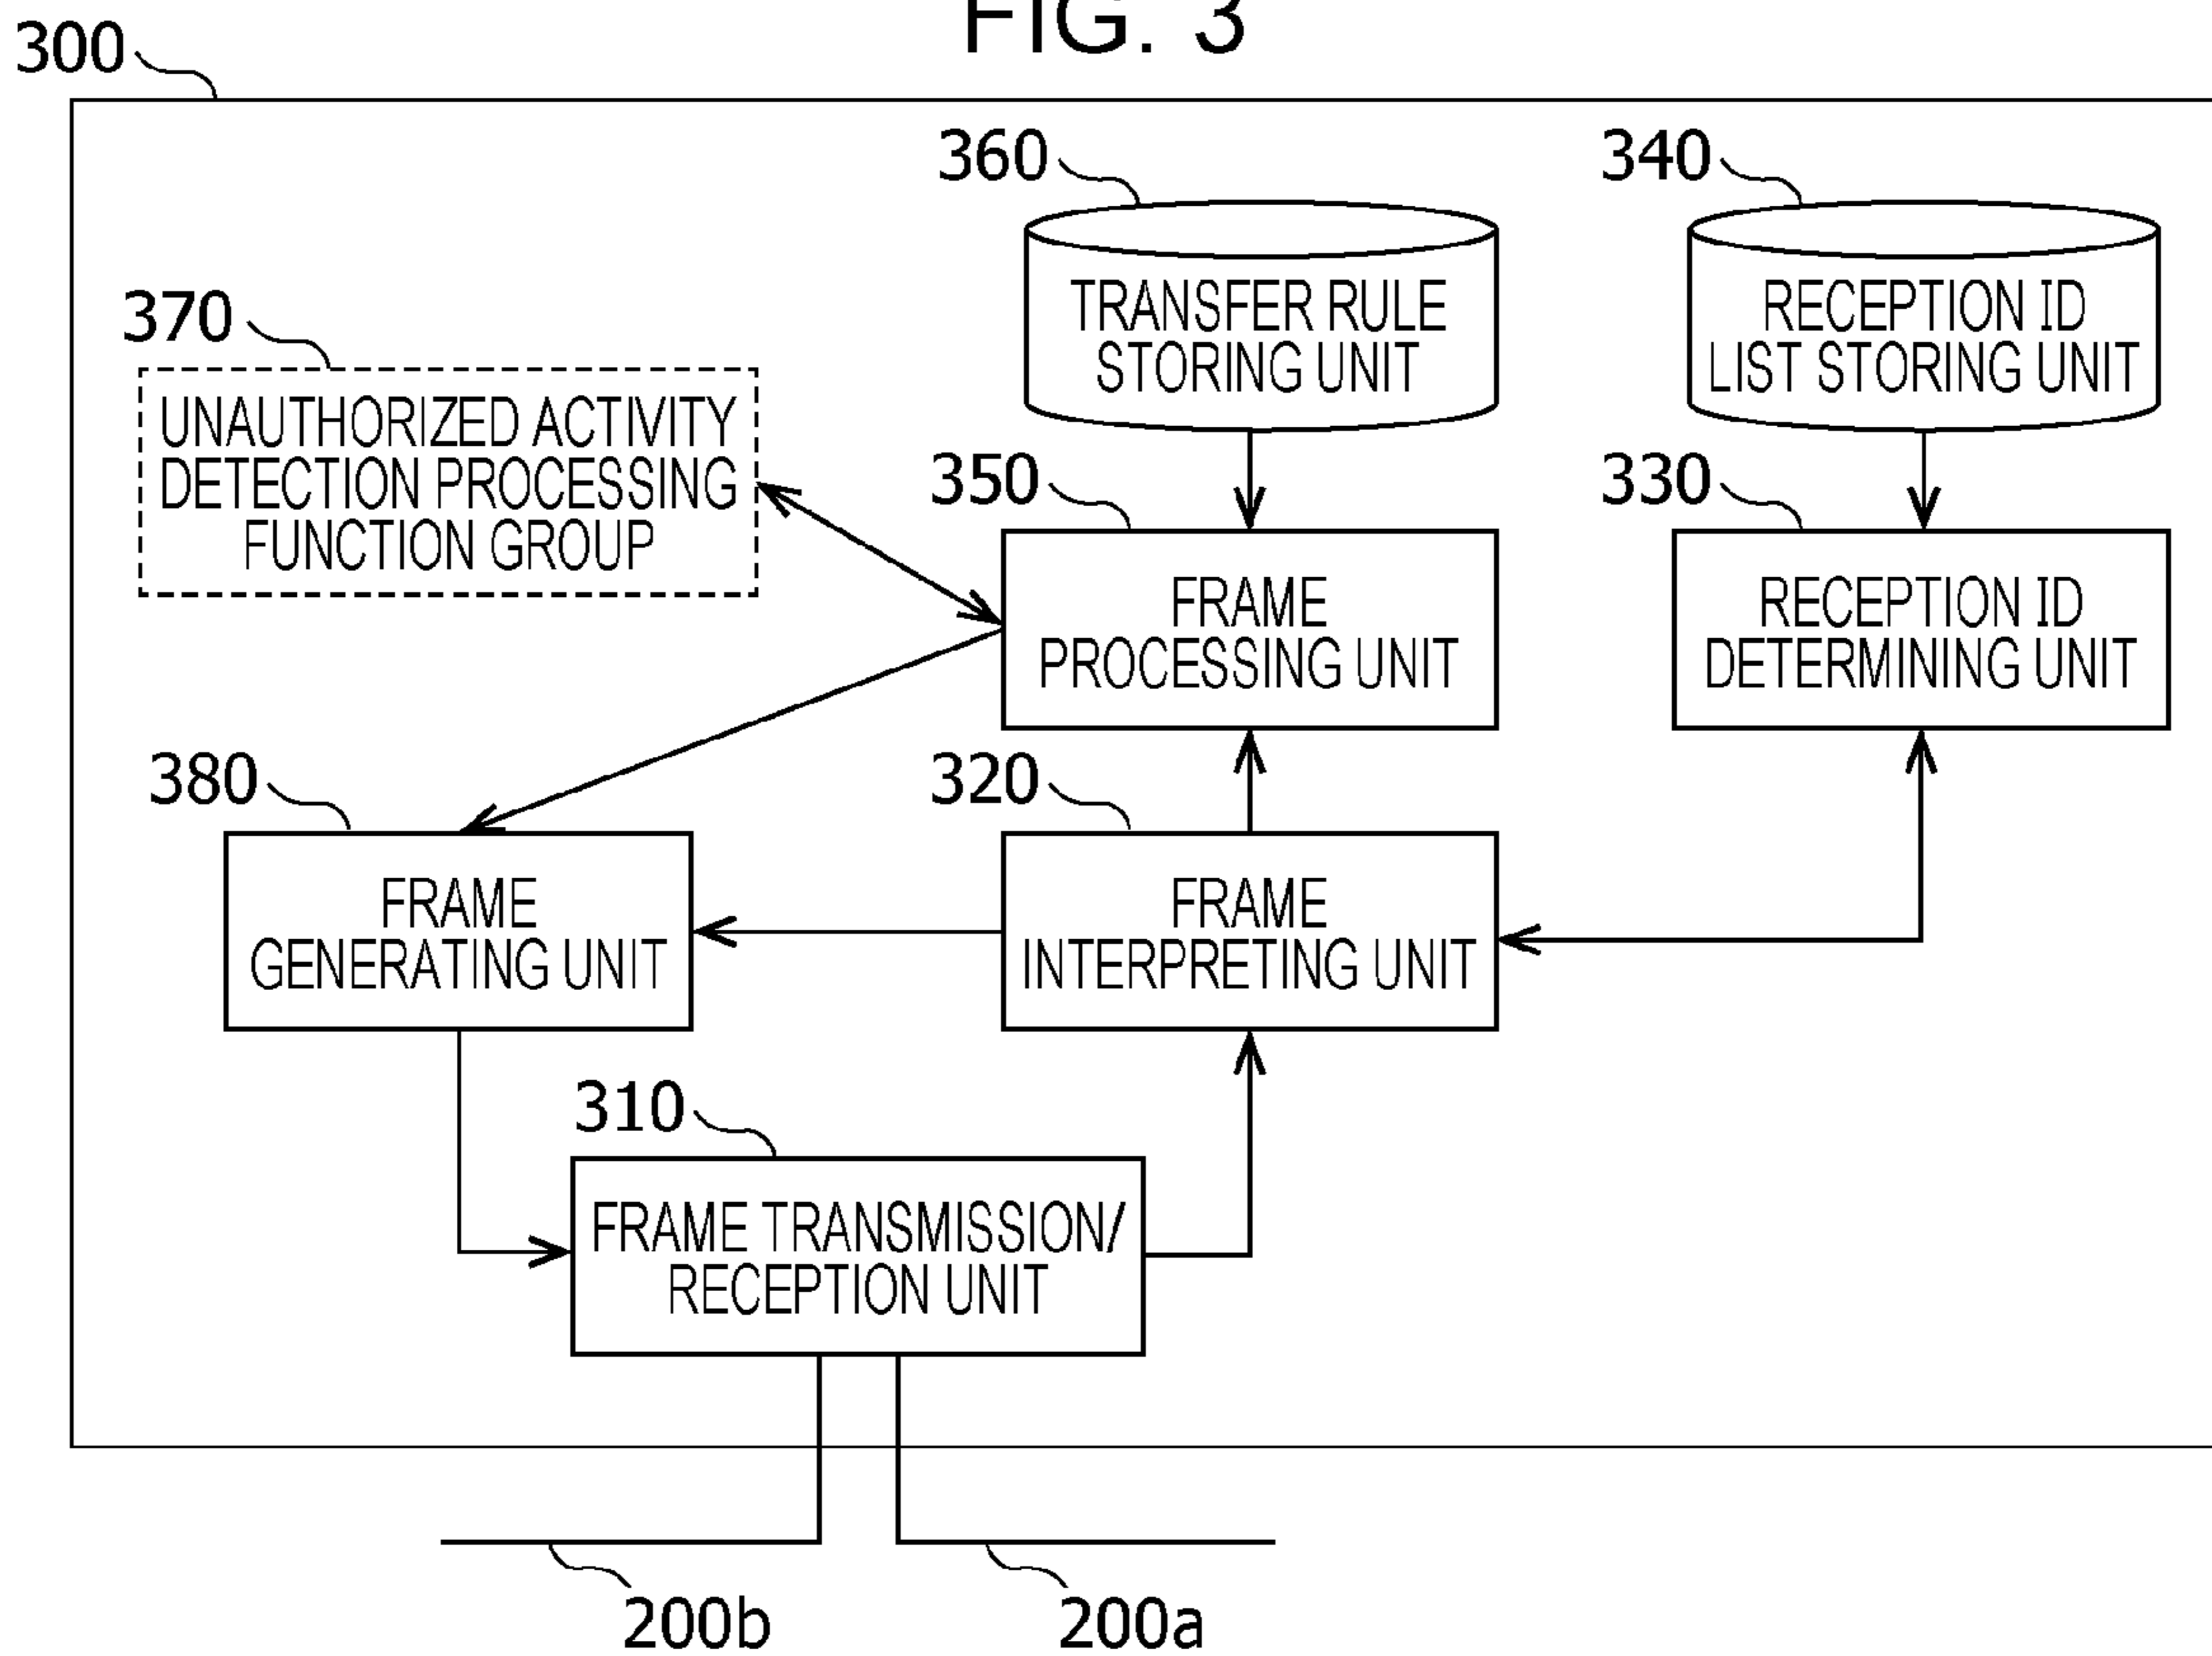 FIG. 3
300
360
340
TRANSFER RULE
STORING UNIT
RECEPTION ID
LIST STORING UNIT
370
UNAUTHORIZED ACTIVITY
DETECTION PROCESSING
FUNCTION GROUP
350
330
FRAME
PROCESSING UNIT
RECEPTION ID
DETERMINING UNIT
380
320
FRAME
GENERATING UNIT
FRAME
INTERPRETING UNIT
310
FRAME TRANSMISSION/
RECEPTION UNIT
200b
200a